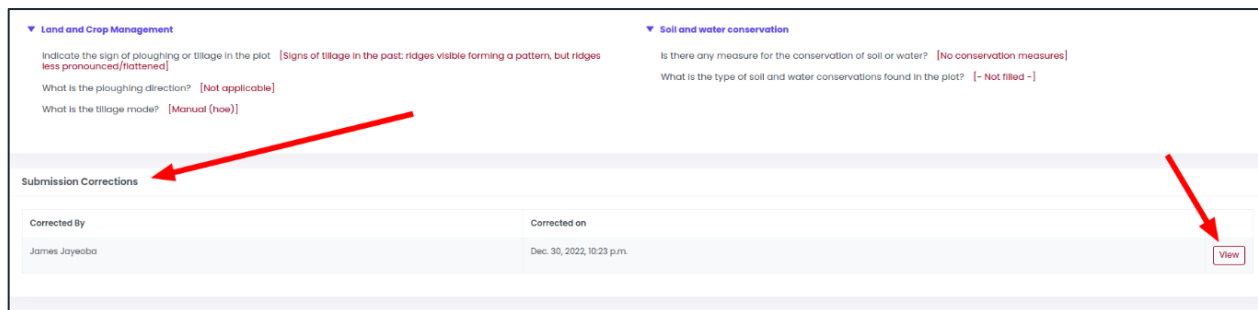 Land and Crop Management
Indicate the sign of ploughing or tillage in the plot [Signs of tillage in the past: ridges visible forming a pattern, but ridges
less pronounced/flattened]
What is the ploughing direction? [Not applicable]
What is the tillage mode? [Manual (hoe)]
Soil and water conservation
Is there any measure for the conservation of soil or water? [No conservation measures]
What is the type of soil and water conservations found in the plot? [- Not filled -]
Submission Corrections
Corrected By Corrected on
James Jayeoba Dec. 30, 2022, 10:23 p.m. View